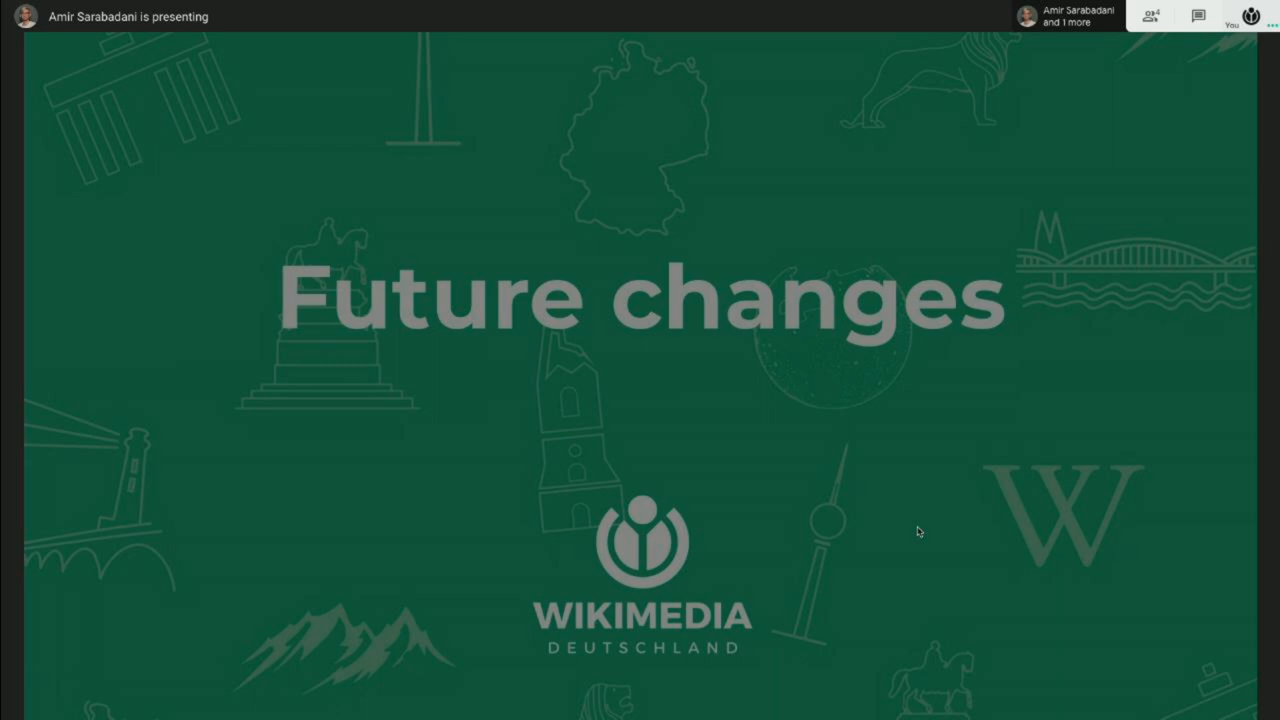 Amir Sarabadani is presenting
Amir Sarabadani
and 1 more
4
You
Future changes
W
WIKIMEDIA
DEUTSCHLAND